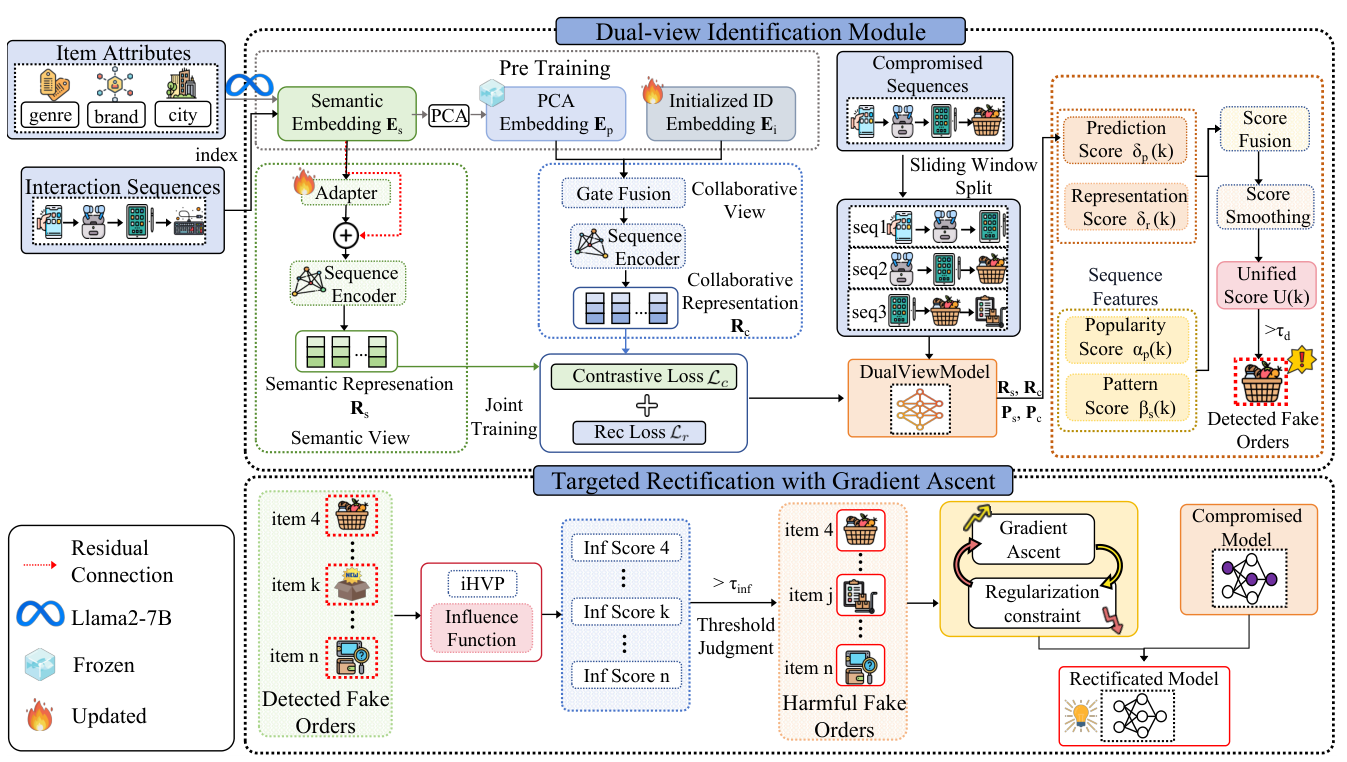 Dual-view Identification Module
Item Attributes
genre
brand
city
index
Interaction Sequences
Pre Training
Semantic
Embedding Es
PCA
PCA
Embedding Ep
Initialized ID
Embedding Ei
Adapter
Sequence
Encoder
Semantic Represenation
Rs
Semantic View
Gate Fusion
Collaborative
View
Sequence
Encoder
Collaborative
Representation
Rc
Joint
Training
Contrastive Loss ℒc
Rec Loss ℒr
Compromised
Sequences
Sliding Window
Split
seq1
seq2
seq3
DualViewModel
Rs, Rc
Ps, Pc
Prediction
Score δp(k)
Representation
Score δr(k)
Sequence
Features
Popularity
Score αp(k)
Pattern
Score βs(k)
Score
Fusion
Score
Smoothing
Unified
Score U(k)
>τd
Detected Fake
Orders
Targeted Rectification with Gradient Ascent
Residual
Connection
Llama2-7B
Frozen
Updated
item 4
item k
NEW
item n
Detected Fake
Orders
iHVP
Influence
Function
Inf Score 4
Inf Score k
Inf Score n
> τinf
Threshold
Judgment
item 4
item j
item n
Harmful Fake
Orders
Gradient
Ascent
Regularization
constraint
Compromised
Model
Rectificated Model